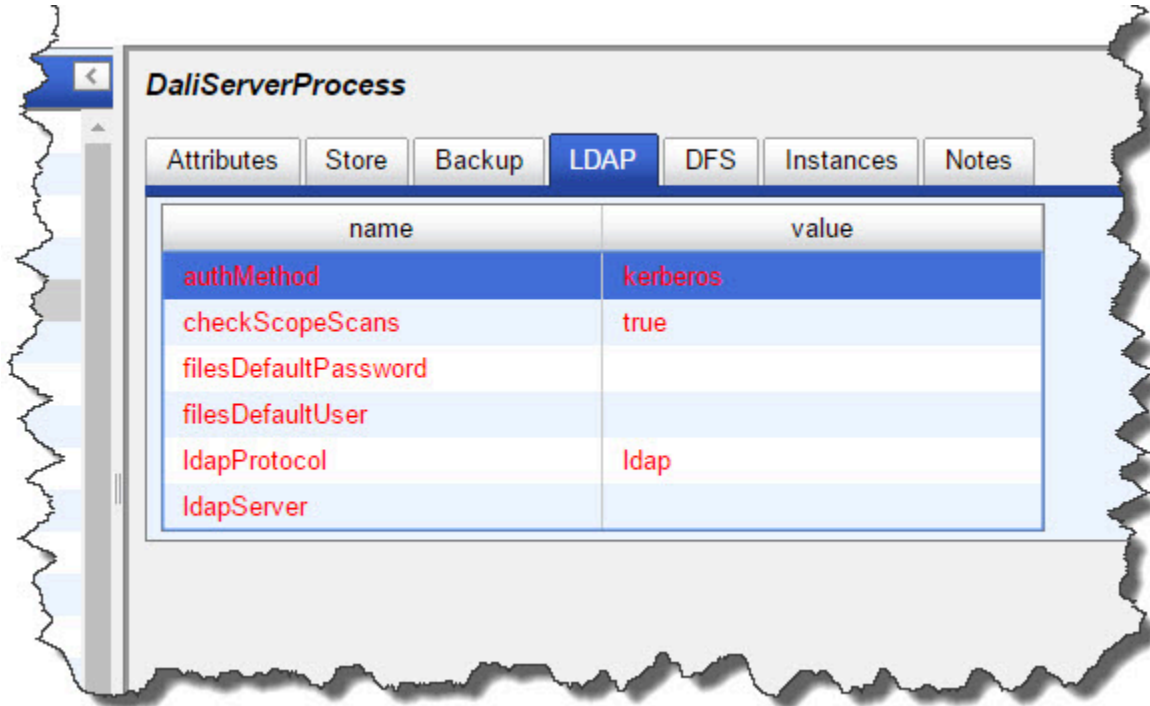 DaliServerProcess
Attributes Store Backup LDAP DFS Instances Notes
name value
authMethod kerberos
checkScopeScans true
filesDefaultPassword
filesDefaultUser
ldapProtocol ldap
ldapServer